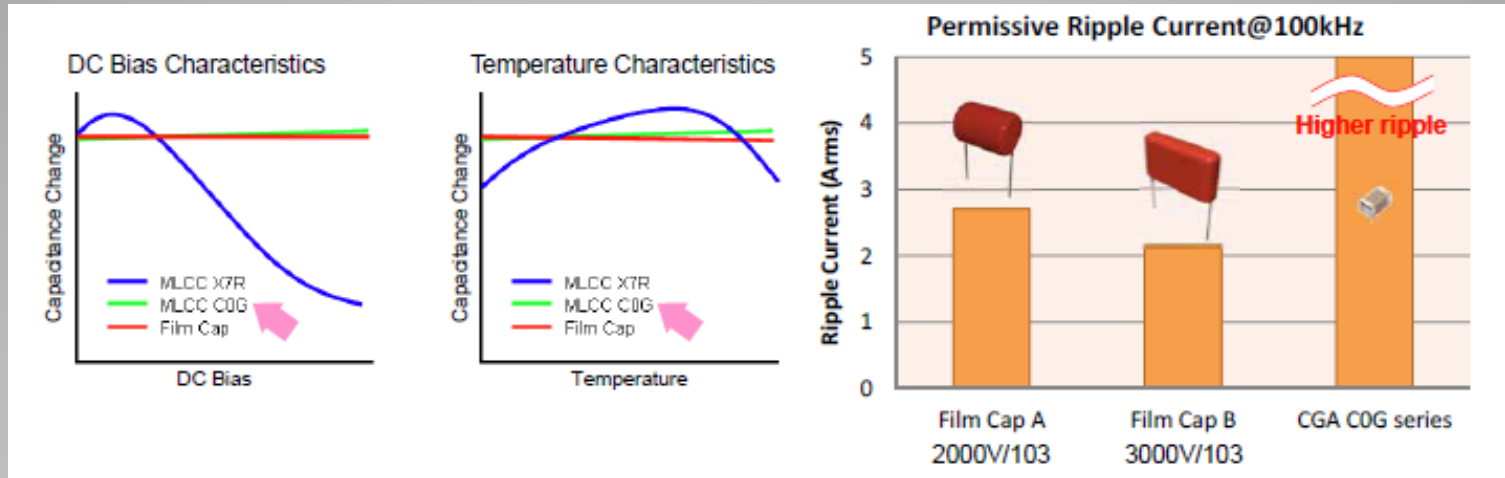 DC Bias Characteristics
Capacitance Change
MLCC X7R
MLCC C0G
Film Cap
DC Bias
Temperature Characteristics
Capacitance Change
MLCC X7R
MLCC C0G
Film Cap
Temperature
Permissive Ripple Current@100kHz
Ripple Current (Arms)
5
4
3
2
1
0
Higher ripple
Film Cap A
2000V/103
Film Cap B
3000V/103
CGA C0G series